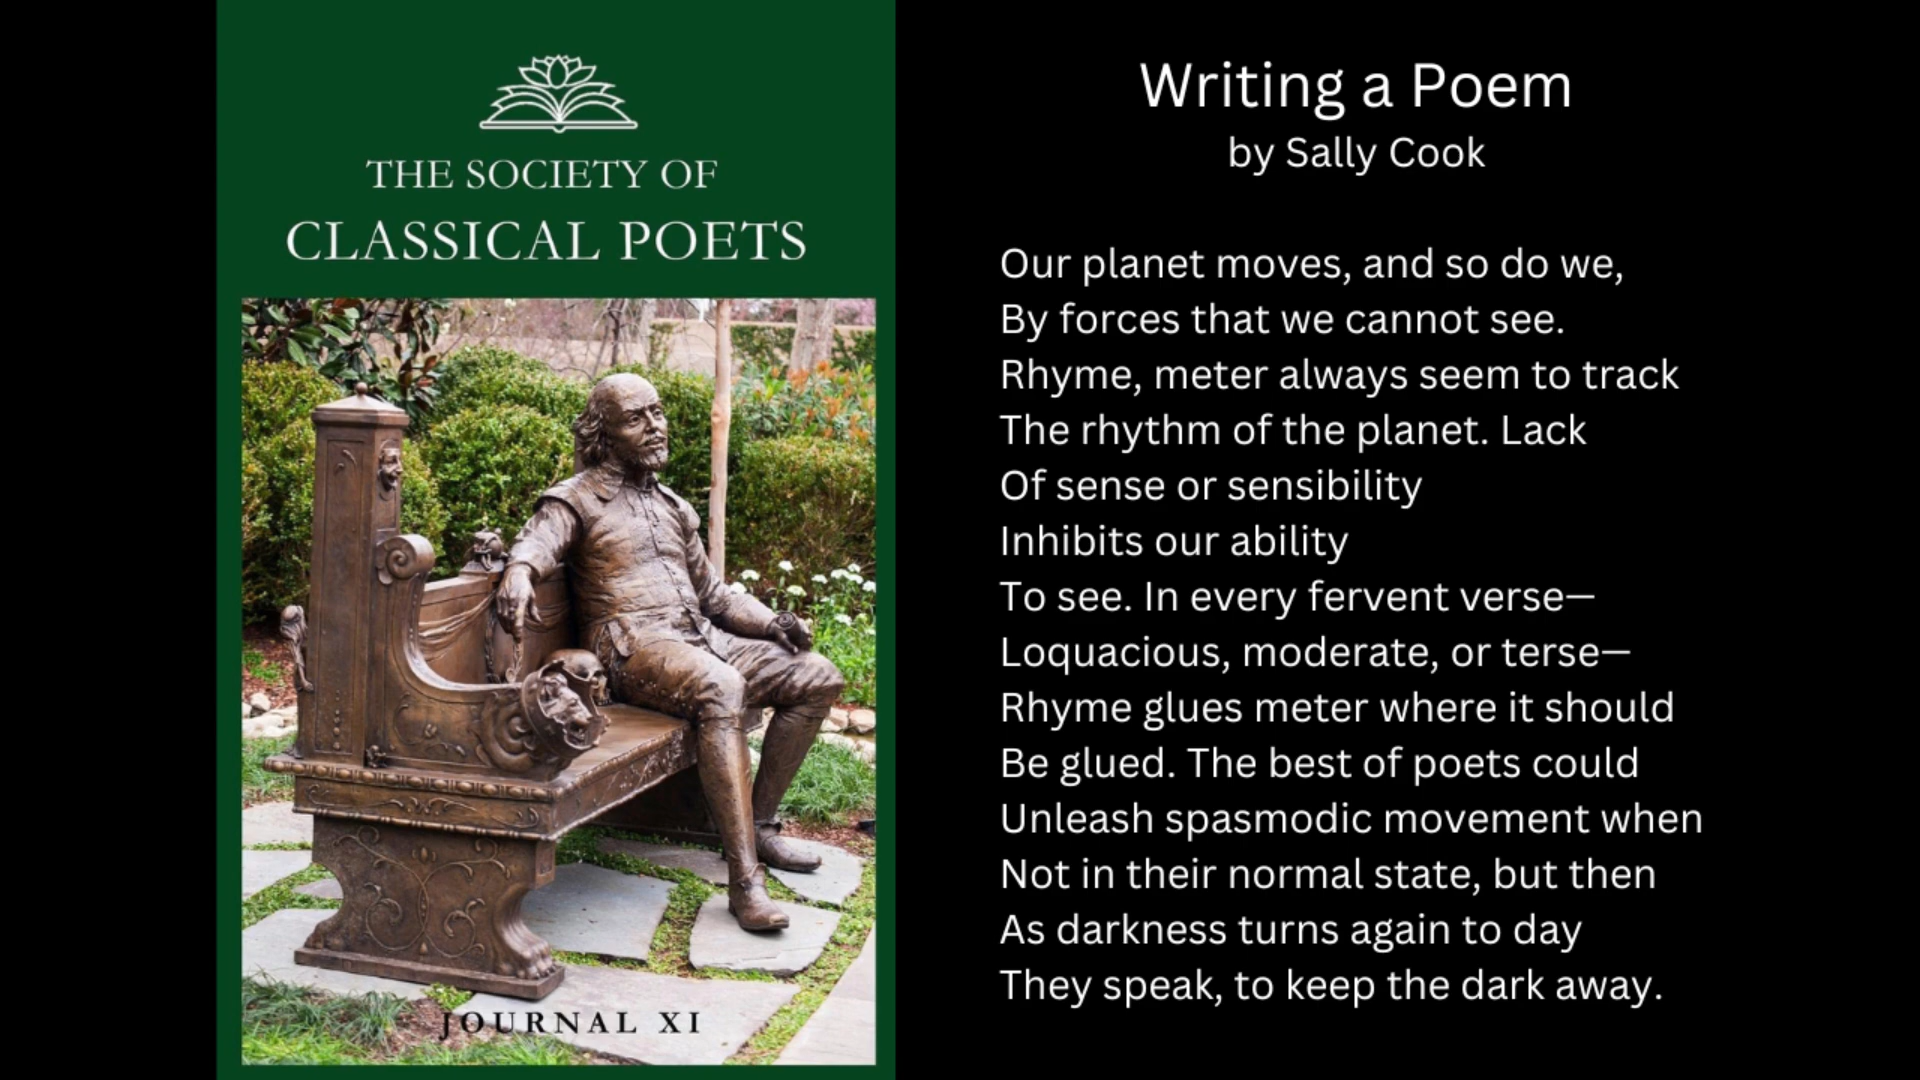 THE SOCIETY OF
CLASSICAL POETS
JOURNAL XI
Writing a Poem
by Sally Cook
Our planet moves, and so do we,
By forces that we cannot see.
Rhyme, meter always seem to track
The rhythm of the planet. Lack
Of sense or sensibility
Inhibits our ability
To see. In every fervent verse—
Loquacious, moderate, or terse—
Rhyme glues meter where it should
Be glued. The best of poets could
Unleash spasmodic movement when
Not in their normal state, but then
As darkness turns again to day
They speak, to keep the dark away.